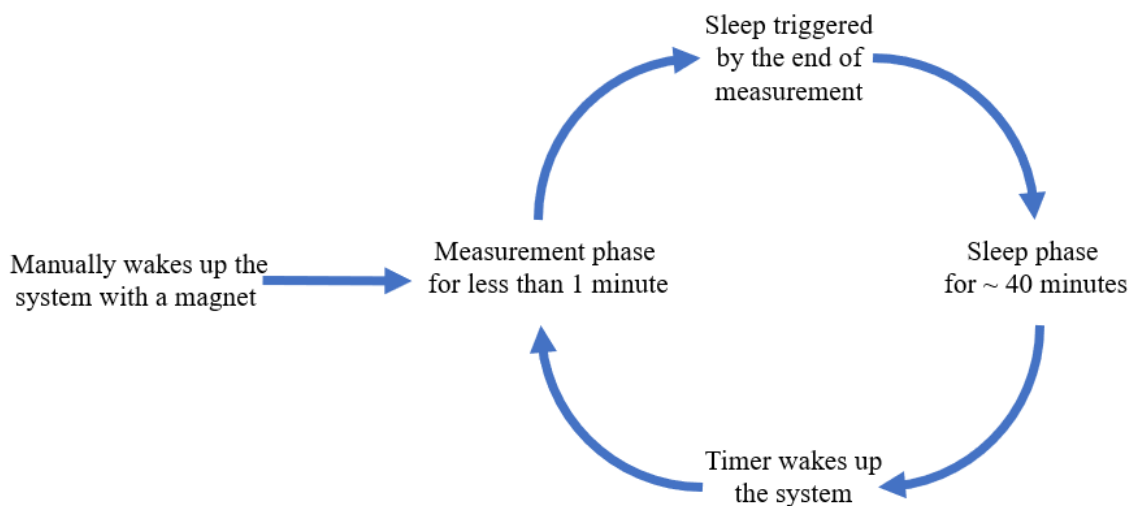 Sleep triggered
by the end of
measurement
Manually wakes up the
system with a magnet
Measurement phase
for less than 1 minute
Sleep phase
for ~ 40 minutes
Timer wakes up
the system